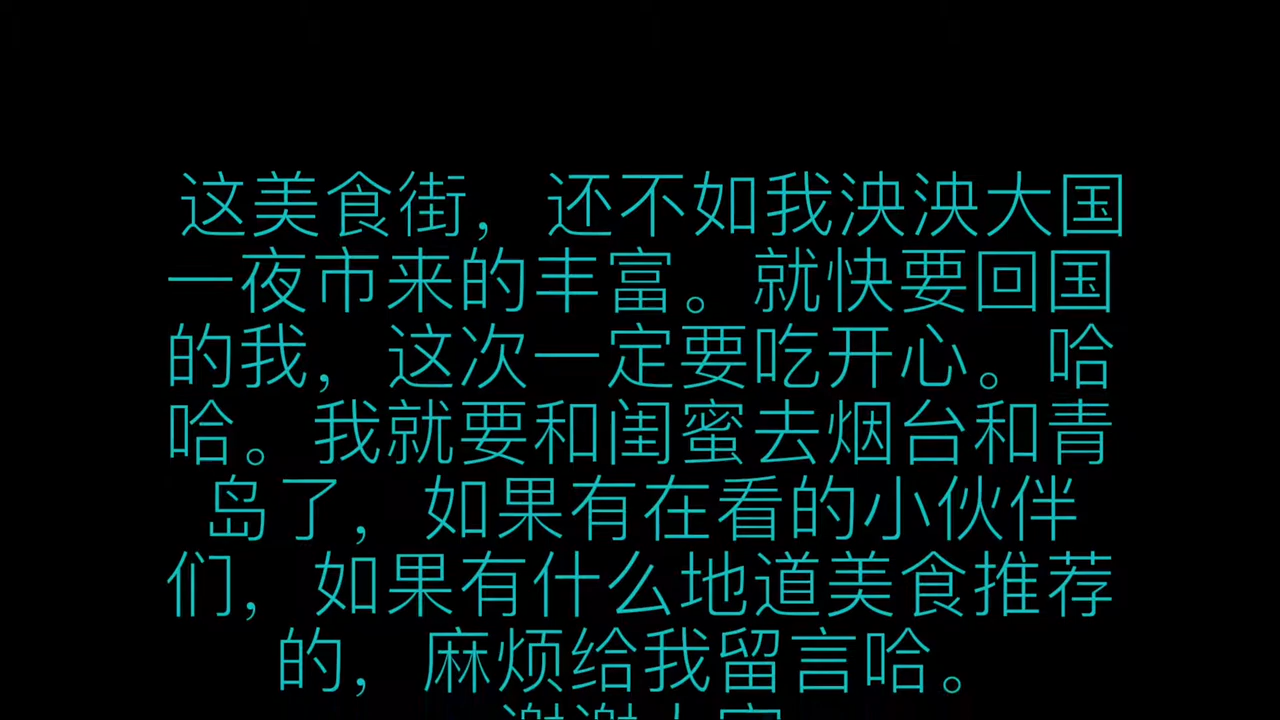 这美食街，还不如我泱泱大国
一夜市来的丰富。就快要回国
的我，这次一定要吃开心。哈
哈。我就要和闺蜜去烟台和青
岛了，如果有在看的小伙伴
们，如果有什么地道美食推荐
的，麻烦给我留言哈。
谢谢大家